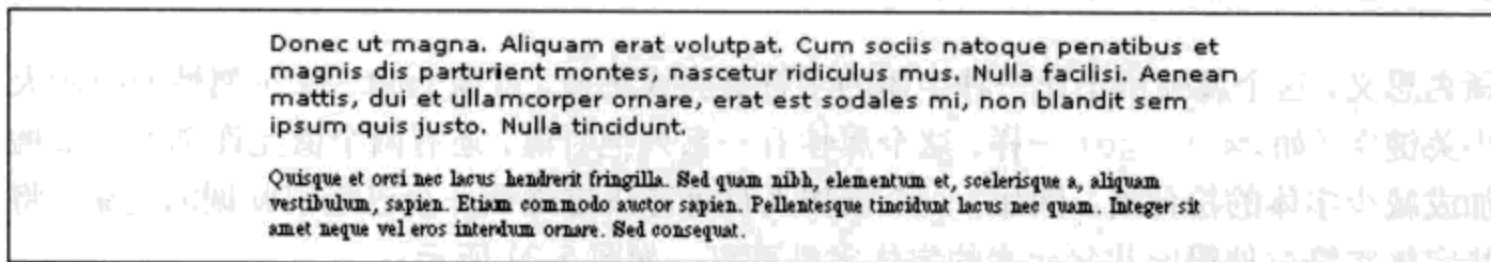 Donec ut magna. Aliquam erat volutpat. Cum sociis natoque penatibus et
magnis dis parturient montes, nascetur ridiculus mus. Nulla facilisi. Aenean
mattis, dui et ullamcorper ornare, erat est sodales mi, non blandit sem
ipsum quis justo. Nulla tincidunt.
Quisque et orci nec lacus hendrerit fringilla. Sed quam nibh, elementum et, scelerisque a, aliquam
vestibulum, sapien. Etiam commodo auctor sapien. Pellentesque tincidunt lacus nec quam. Integer sit
amet neque vel eros interdum ornare. Sed consequat.